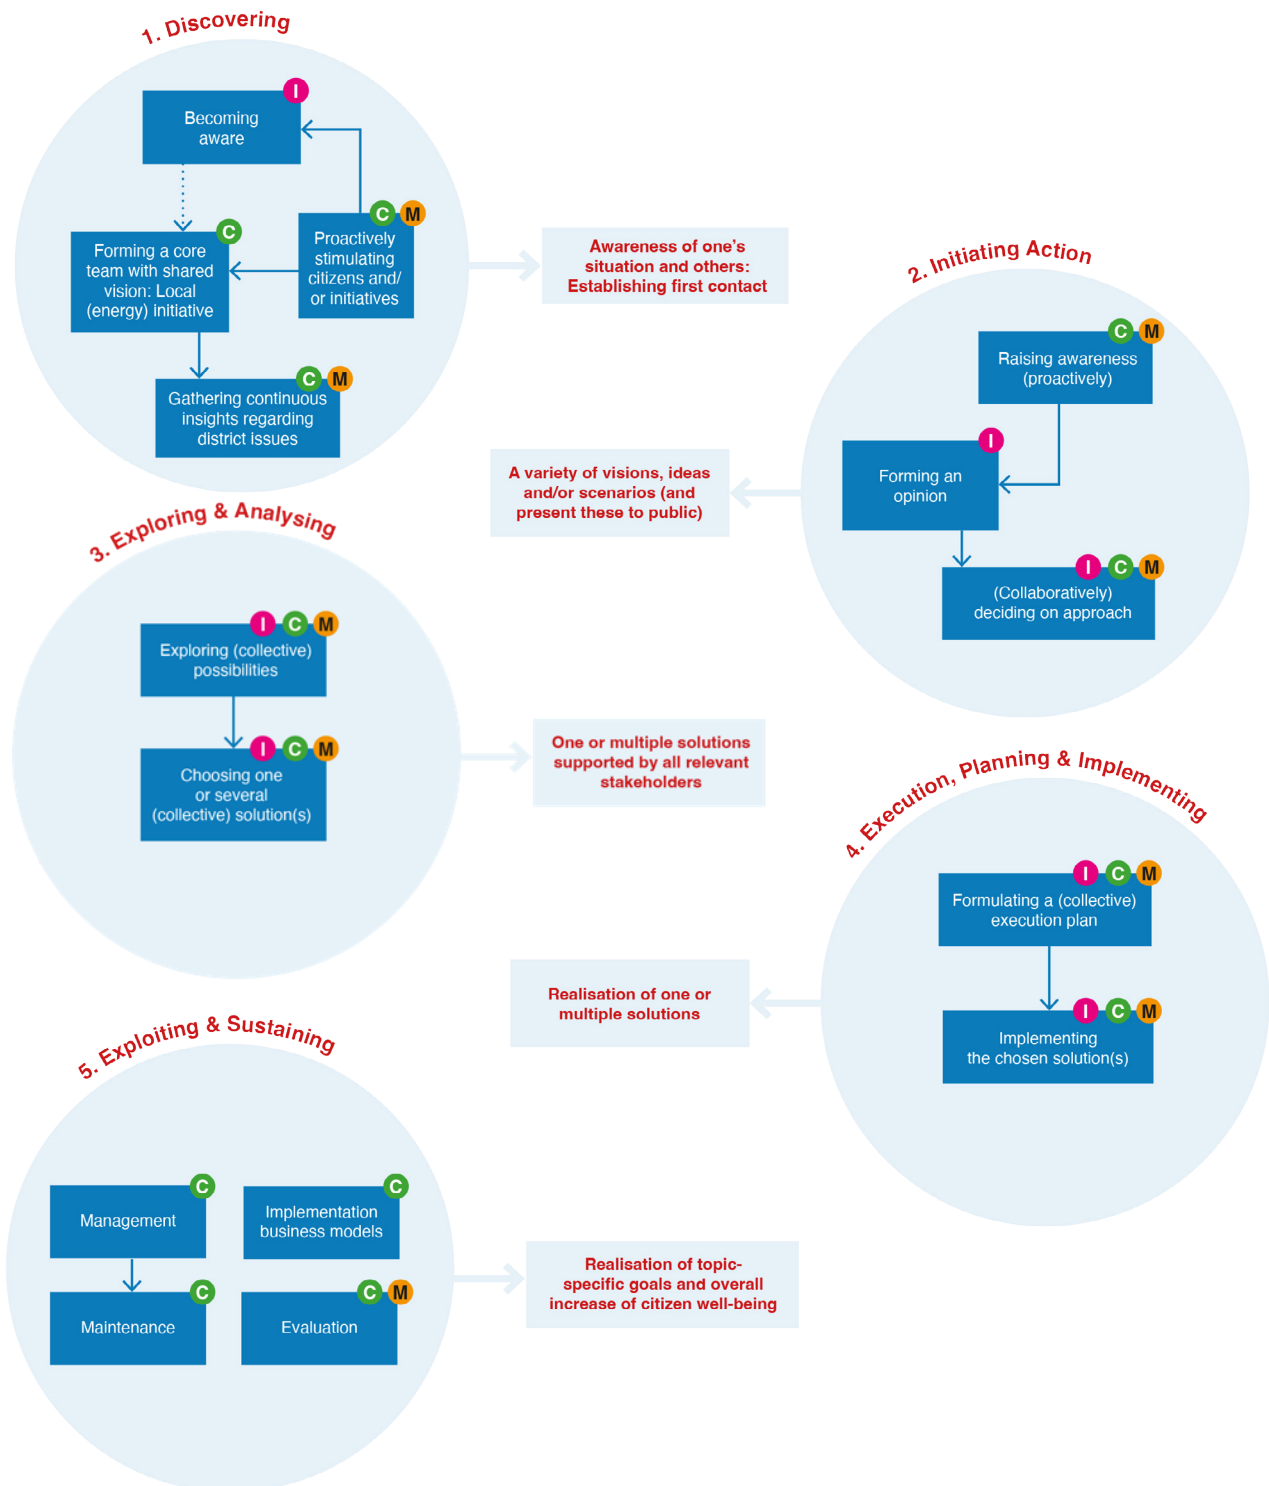 1. Discovering
I
Becoming
aware
C M
Proactively
stimulating
citizens and/
or initiatives
C
Forming a core
team with shared
vision: Local
(energy) initiative
C M
Gathering continuous
insights regarding
district issues
Awareness of one's
situation and others:
Establishing first contact
2. Initiating Action
C M
Raising awareness
(proactively)
I
Forming an
opinion
I C M
(Collaboratively)
deciding on approach
A variety of visions, ideas
and/or scenarios (and
present these to public)
3. Exploring & Analysing
I C M
Exploring (collective)
possibilities
I C M
Choosing one
or several
(collective) solution(s)
One or multiple solutions
supported by all relevant
stakeholders
4. Execution, Planning & Implementing
I C M
Formulating a (collective)
execution plan
I C M
Implementing
the chosen solution(s)
Realisation of one or
multiple solutions
5. Exploiting & Sustaining
C
Management
C
Implementation
business models
C
Maintenance
C M
Evaluation
Realisation of topic-
specific goals and overall
increase of citizen well-being